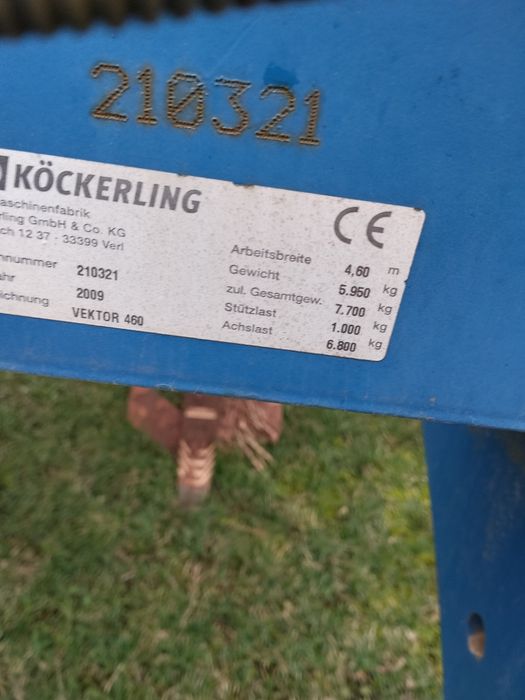 210321
KÖCKERLING
aschinenfabrik
rling GmbH & Co. KG
ch 12 37 - 33399 Verl
nnummer 210321
ahr 2009
eichnung VEKTOR 460
CE
Arbeitsbreite 4,60 m
Gewicht 5.950 kg
zul. Gesamtgew. 7.700 kg
Stützlast 1.000 kg
Achslast 6.800 kg